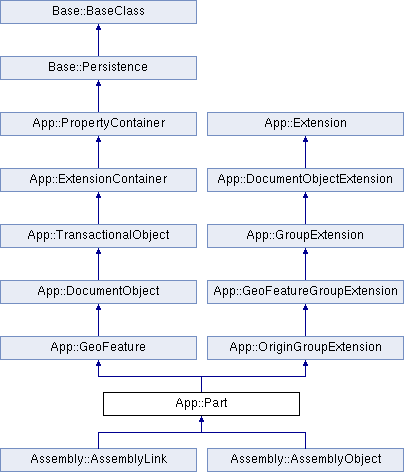 Base::BaseClass
Base::Persistence
App::PropertyContainer
App::Extension
App::ExtensionContainer
App::DocumentObjectExtension
App::TransactionalObject
App::GroupExtension
App::DocumentObject
App::GeoFeatureGroupExtension
App::GeoFeature
App::OriginGroupExtension
App::Part
Assembly::AssemblyLink
Assembly::AssemblyObject